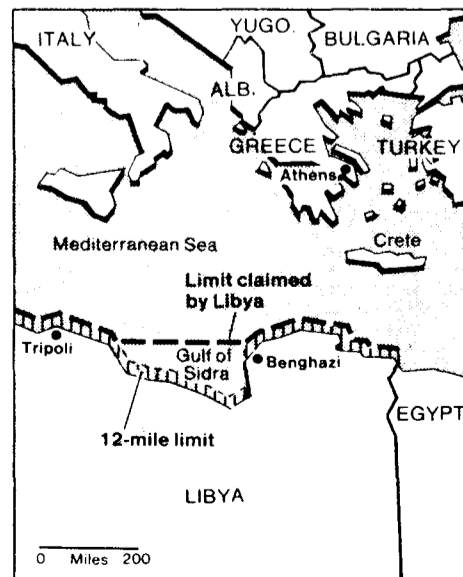 ITALY
YUGO.
BULGARIA
ALB.
GREECE
TURKEY
Athens
Mediterranean Sea
Crete
Limit claimed
by Libya
Tripoli
Gulf of
Sidra
Benghazi
12-mile limit
EGYPT
LIBYA
0 Miles 200